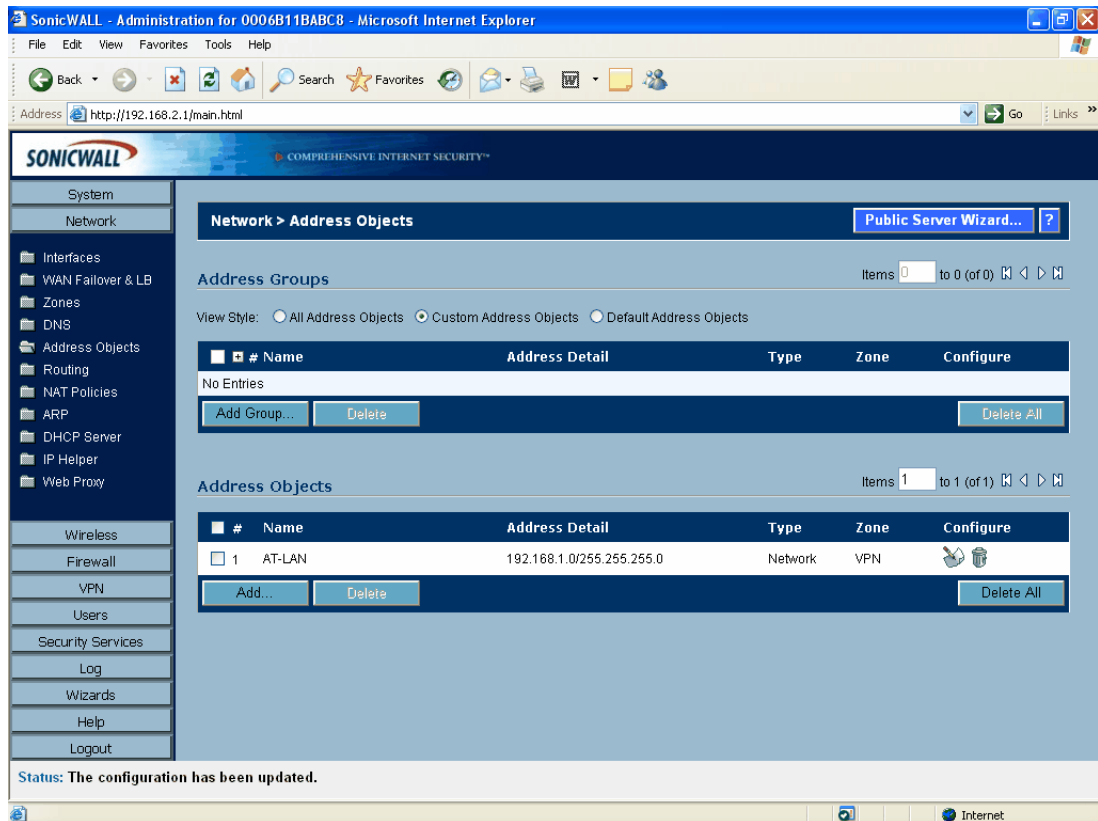 SonicWALL - Administration for 0006B11BABC8 - Microsoft Internet Explorer
File Edit View Favorites Tools Help
Back Search Favorites
Address http://192.168.2.1/main.html Go Links »
SONICWALL COMPREHENSIVE INTERNET SECURITY™
System
Network
Interfaces
WAN Failover & LB
Zones
DNS
Address Objects
Routing
NAT Policies
ARP
DHCP Server
IP Helper
Web Proxy
Wireless
Firewall
VPN
Users
Security Services
Log
Wizards
Help
Logout
Network > Address Objects Public Server Wizard... ?
Address Groups Items 0 to 0 (of 0)
View Style: All Address Objects Custom Address Objects Default Address Objects
# Name Address Detail Type Zone Configure
No Entries
Add Group... Delete Delete All
Address Objects Items 1 to 1 (of 1)
# Name Address Detail Type Zone Configure
1 AT-LAN 192.168.1.0/255.255.255.0 Network VPN
Add... Delete Delete All
Status: The configuration has been updated.
Internet